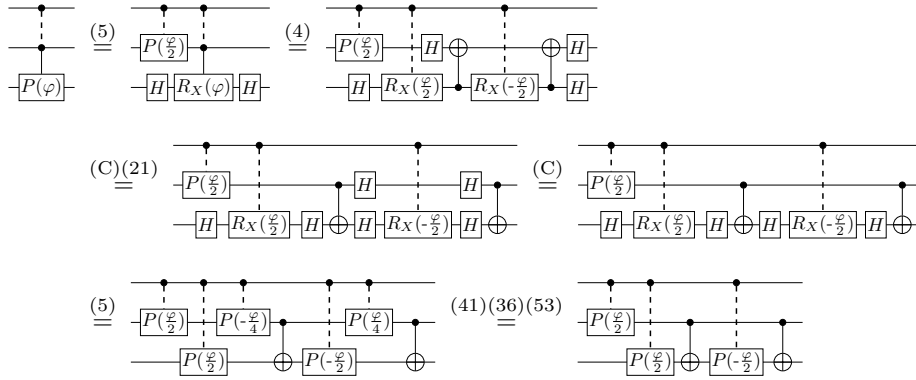 (5) (4)
= P(φ/2) = P(φ/2) H H
P(φ) H R_X(φ) H H R_X(φ/2) R_X(-φ/2) H
(C)(21) (C)
= P(φ/2) H H = P(φ/2)
H R_X(φ/2) H H R_X(-φ/2) H H R_X(φ/2) H H R_X(-φ/2) H
(5) (41)(36)(53)
= P(φ/2) P(-φ/4) P(φ/4) = P(φ/2)
P(φ/2) P(-φ/2) P(φ/2) P(-φ/2)